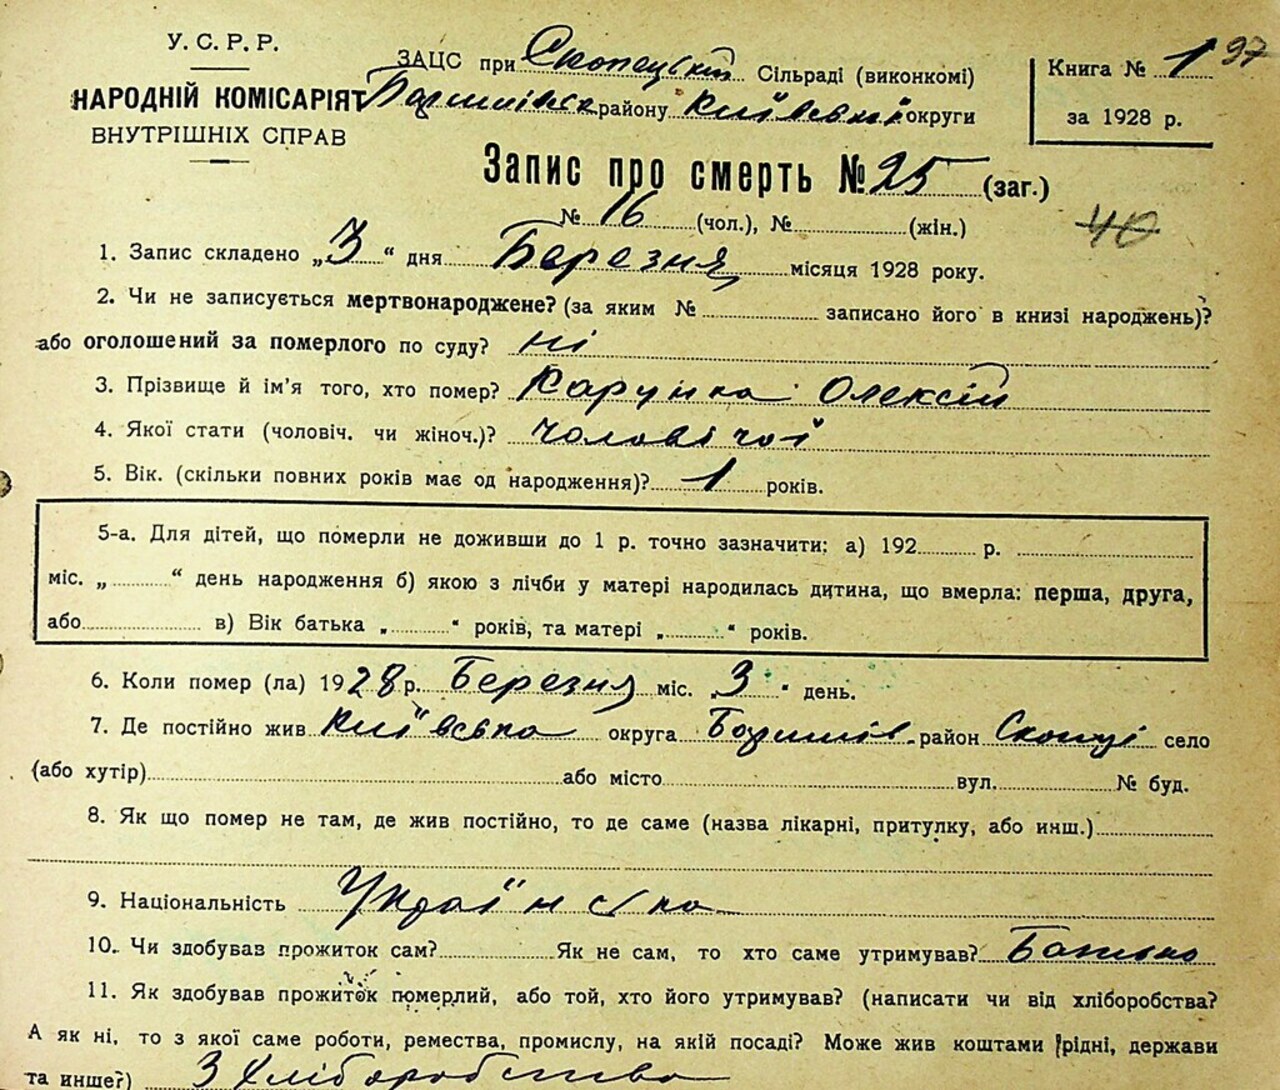 У. С. Р. Р.
НАРОДНІЙ КОМІСАРІЯТ
ВНУТРІШНІХ СПРАВ
ЗАЦС при Скопецький Сільраді (виконкомі)
району Київській округи
Книга № 1
за 1928 р.
97
Запис про смерть № 25 (заг.)
№ 16 (чол.), № (жін.)
40
1. Запис складено „3“ дня Березня місяця 1928 року.
2. Чи не записується мертвонароджене? (за яким № записано його в книзі народжень)?
або оголошений за померлого по суду? ні
3. Прізвище й ім'я того, хто помер? Карунка Олексій
4. Якої стати (чоловіч. чи жіноч.)? чоловічої
5. Вік. (скільки повних років має од народження)? 1 років.
5-а. Для дітей, що померли не доживши до 1 р. точно зазначити: а) 192 р.
міс. „ “ день народження б) якою з лічби у матері народилась дитина, що вмерла: перша, друга,
або в) Вік батька „ “ років, та матері „ “ років.
6. Коли помер (ла) 1928 р. Березня міс. „3“ день.
7. Де постійно жив Київська округа Баришів. район Скопці село
(або хутір) або місто вул. № буд.
8. Як що помер не там, де жив постійно, то де саме (назва лікарні, притулку, або инш.)
9. Національність Українська
10. Чи здобував прожиток сам? Як не сам, то хто саме утримував? Батько
11. Як здобував прожиток померлий, або той, хто його утримував? (написати чи від хліборобства?
А як ні, то з якої саме роботи, ремества, промислу, на якій посаді? Може жив коштами рідні, держави
та инше?) З Хліборобства